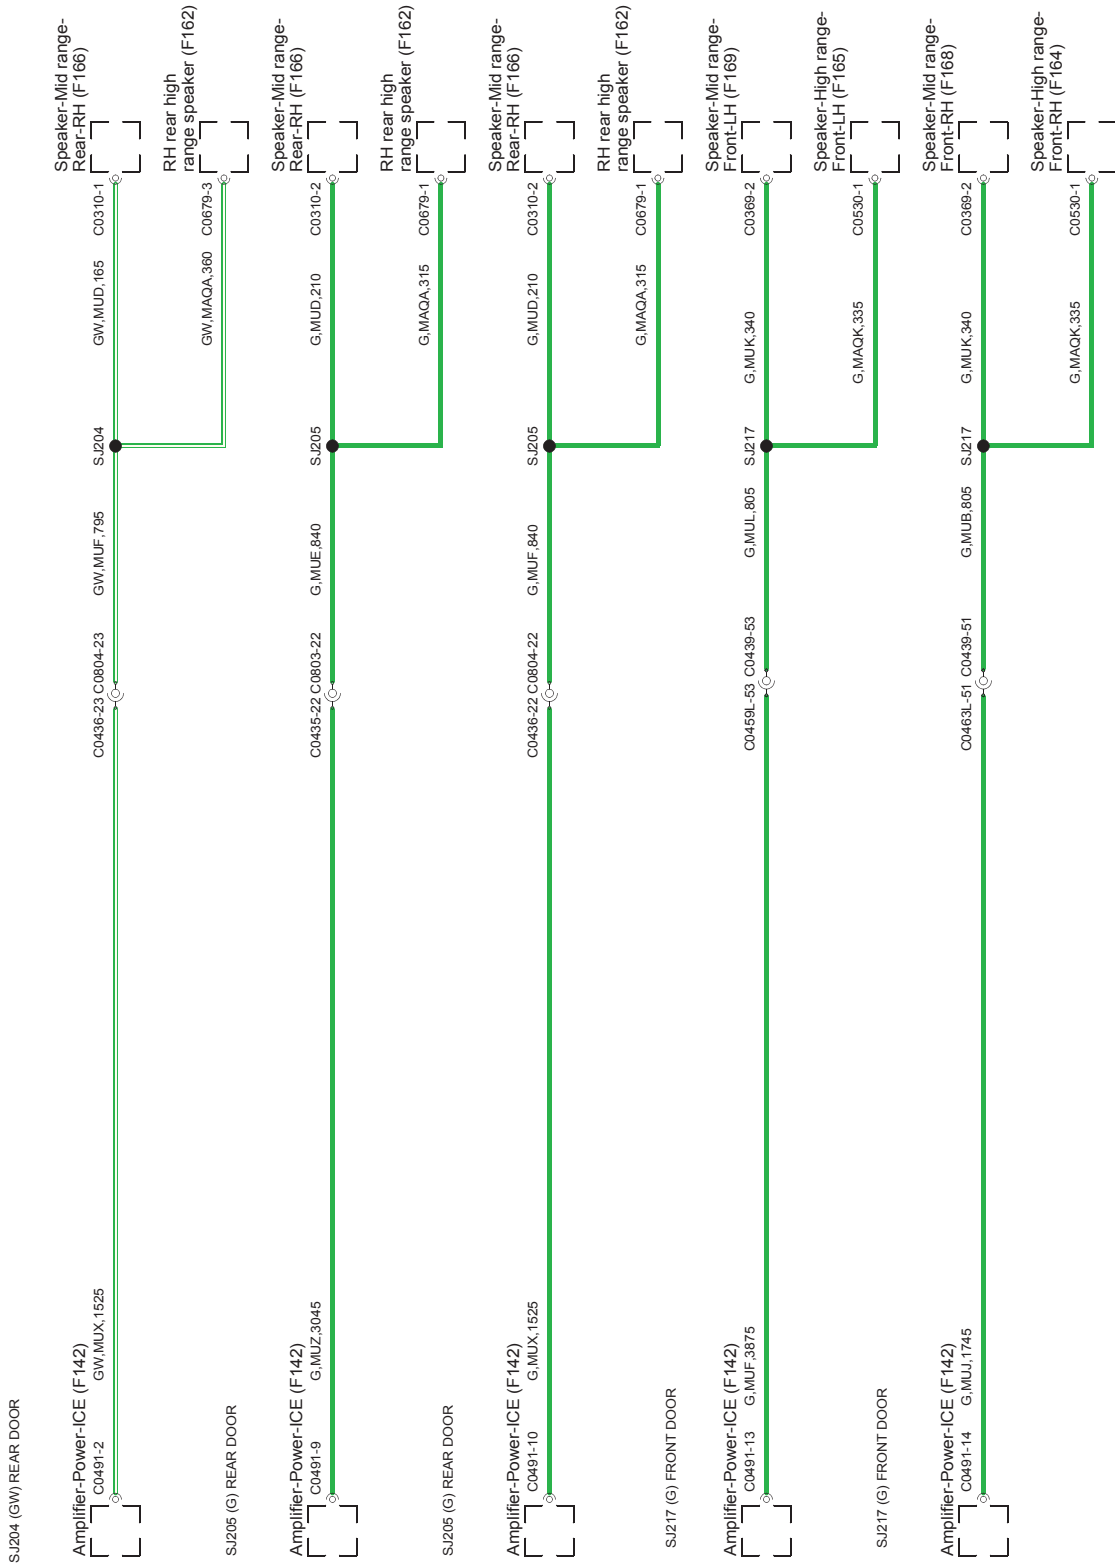 SJ204 (GW) REAR DOOR
Amplifier-Power-ICE (F142)
C0491-2
GW,MUX,1525
C0436-23
C0804-23
GW,MUF,795
SJ204
GW,MUD,165
C0310-1
Speaker-Mid range-
Rear-RH (F166)
GW,MAQA,360
C0679-3
RH rear high
range speaker (F162)
SJ205 (G) REAR DOOR
Amplifier-Power-ICE (F142)
C0491-9
G,MUZ,3045
C0435-22
C0803-22
G,MUE,840
SJ205
G,MUD,210
C0310-2
Speaker-Mid range-
Rear-RH (F166)
G,MAQA,315
C0679-1
RH rear high
range speaker (F162)
SJ205 (G) REAR DOOR
Amplifier-Power-ICE (F142)
C0491-10
G,MUX,1525
C0436-22
C0804-22
G,MUF,840
SJ205
G,MUD,210
C0310-2
Speaker-Mid range-
Rear-RH (F166)
G,MAQA,315
C0679-1
RH rear high
range speaker (F162)
SJ217 (G) FRONT DOOR
Amplifier-Power-ICE (F142)
C0491-13
G,MUF,3875
C0459L-53
C0439-53
G,MUL,805
SJ217
G,MUK,340
C0369-2
Speaker-Mid range-
Front-LH (F169)
G,MAQK,335
C0530-1
Speaker-High range-
Front-LH (F165)
SJ217 (G) FRONT DOOR
Amplifier-Power-ICE (F142)
C0491-14
G,MUJ,1745
C0463L-51
C0439-51
G,MUB,805
SJ217
G,MUK,340
C0369-2
Speaker-Mid range-
Front-RH (F168)
G,MAQK,335
C0530-1
Speaker-High range-
Front-RH (F164)